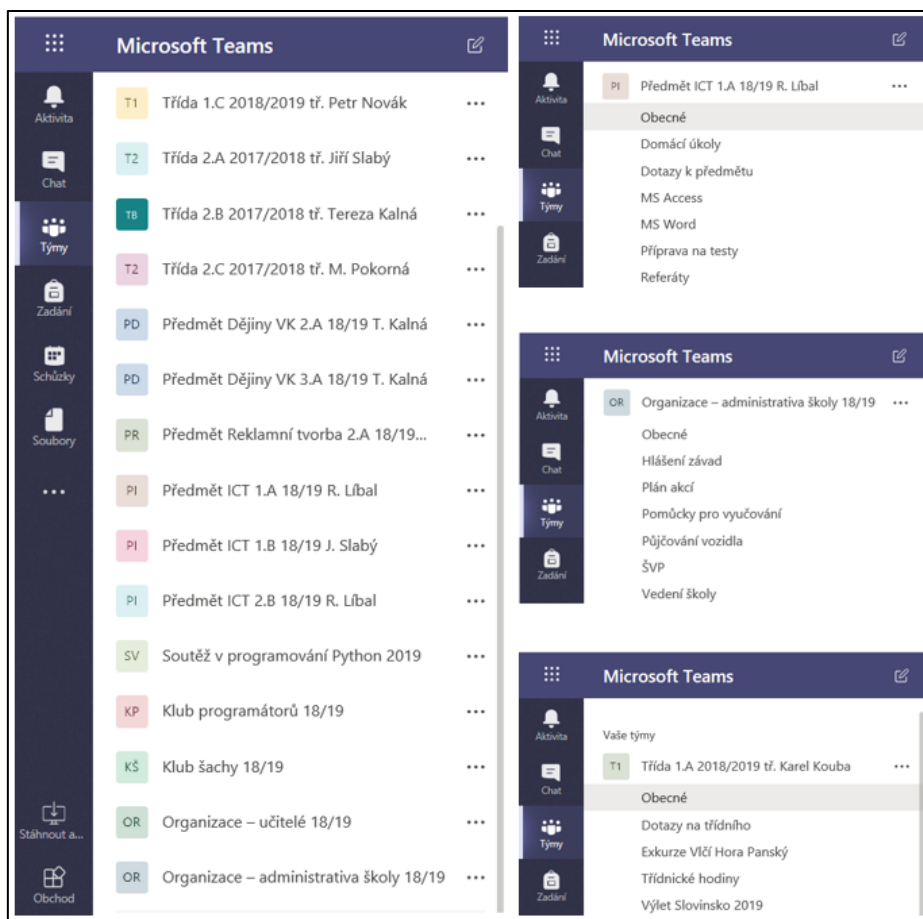 Microsoft Teams
Aktivita
Chat
Týmy
Zadání
Schůzky
Soubory
Stáhnout a...
Obchod
T1 Třída 1.C 2018/2019 tř. Petr Novák
T2 Třída 2.A 2017/2018 tř. Jiří Slabý
TB Třída 2.B 2017/2018 tř. Tereza Kalná
T2 Třída 2.C 2017/2018 tř. M. Pokorná
PD Předmět Dějiny VK 2.A 18/19 T. Kalná
PD Předmět Dějiny VK 3.A 18/19 T. Kalná
PR Předmět Reklamní tvorba 2.A 18/19...
PI Předmět ICT 1.A 18/19 R. Líbal
PI Předmět ICT 1.B 18/19 J. Slabý
PI Předmět ICT 2.B 18/19 R. Líbal
SV Soutěž v programování Python 2019
KP Klub programátorů 18/19
KŠ Klub šachy 18/19
OR Organizace – učitelé 18/19
OR Organizace – administrativa školy 18/19
Microsoft Teams
Aktivita
Chat
Týmy
Zadání
PI Předmět ICT 1.A 18/19 R. Líbal
Obecné
Domácí úkoly
Dotazy k předmětu
MS Access
MS Word
Příprava na testy
Referáty
Microsoft Teams
Aktivita
Chat
Týmy
Zadání
OR Organizace – administrativa školy 18/19
Obecné
Hlášení závad
Plán akcí
Pomůcky pro vyučování
Půjčování vozidla
ŠVP
Vedení školy
Microsoft Teams
Aktivita
Chat
Týmy
Zadání
Vaše týmy
T1 Třída 1.A 2018/2019 tř. Karel Kouba
Obecné
Dotazy na třídního
Exkurze Vlčí Hora Panský
Třídnické hodiny
Výlet Slovinsko 2019